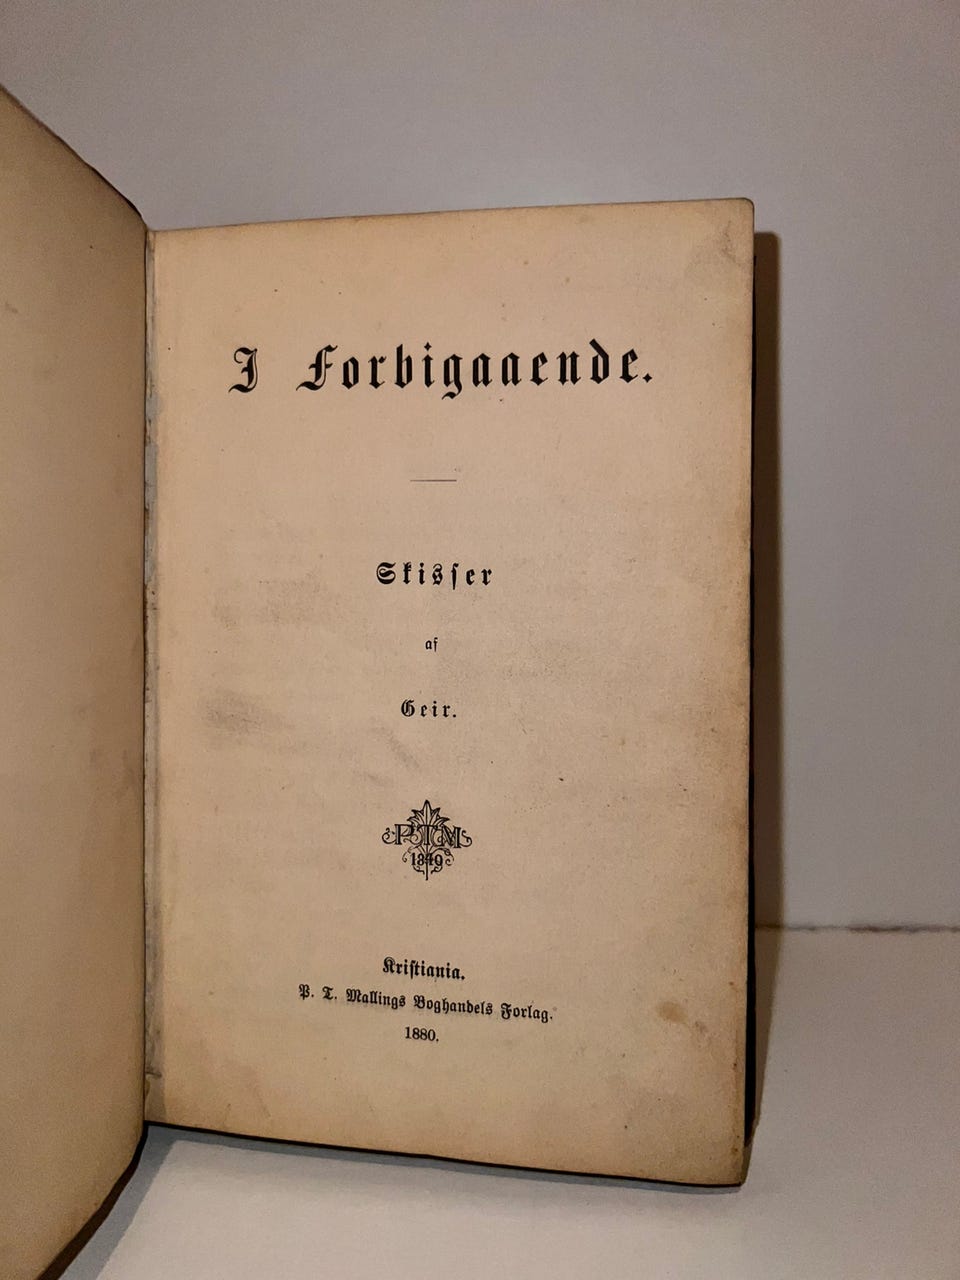 I Forbigaaende.
Skisser
af
Geir.
PTM
1849
Kristiania.
P. T. Mallings Boghandels Forlag.
1880.